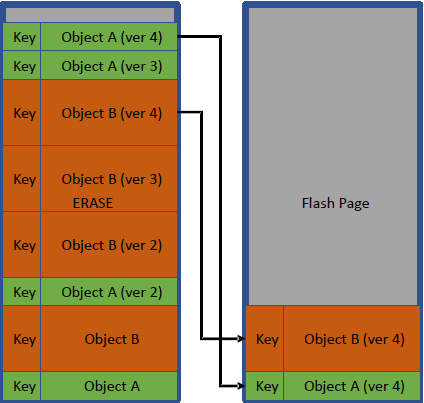 Key Object A (ver 4)
Key Object A (ver 3)
Key Object B (ver 4)
Key Object B (ver 3)
ERASE
Key Object B (ver 2)
Key Object A (ver 2)
Key Object B
Key Object A
Flash Page
Key Object B (ver 4)
Key Object A (ver 4)